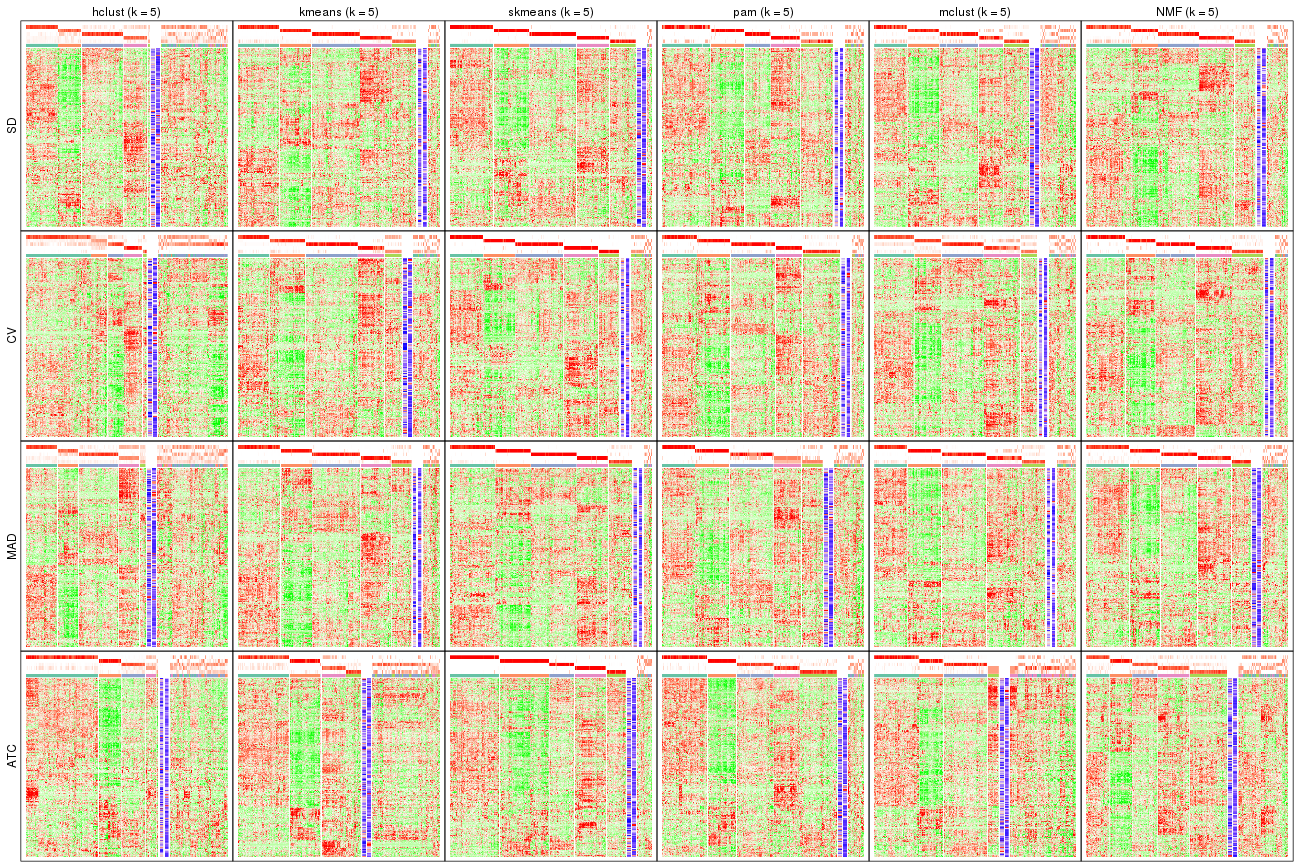 hclust (k = 5)
kmeans (k = 5)
skmeans (k = 5)
pam (k = 5)
mclust (k = 5)
NMF (k = 5)
SD
CV
MAD
ATC